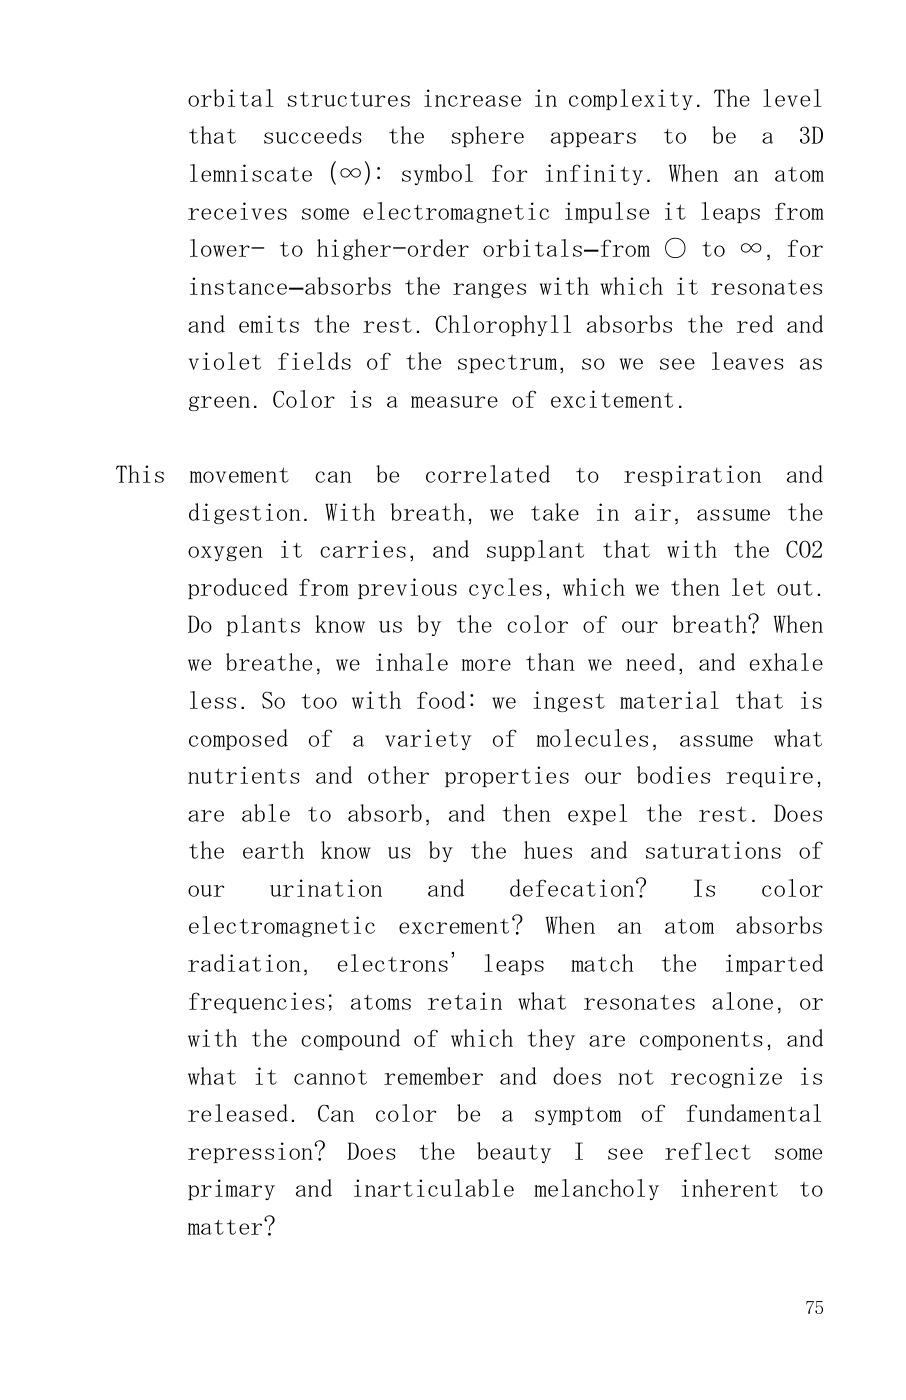 orbital structures increase in complexity. The level
that succeeds the sphere appears to be a 3D
lemniscate (∞): symbol for infinity. When an atom
receives some electromagnetic impulse it leaps from
lower- to higher-order orbitals—from ○ to ∞, for
instance—absorbs the ranges with which it resonates
and emits the rest. Chlorophyll absorbs the red and
violet fields of the spectrum, so we see leaves as
green. Color is a measure of excitement.
This movement can be correlated to respiration and
digestion. With breath, we take in air, assume the
oxygen it carries, and supplant that with the CO2
produced from previous cycles, which we then let out.
Do plants know us by the color of our breath? When
we breathe, we inhale more than we need, and exhale
less. So too with food: we ingest material that is
composed of a variety of molecules, assume what
nutrients and other properties our bodies require,
are able to absorb, and then expel the rest. Does
the earth know us by the hues and saturations of
our urination and defecation? Is color
electromagnetic excrement? When an atom absorbs
radiation, electrons' leaps match the imparted
frequencies; atoms retain what resonates alone, or
with the compound of which they are components, and
what it cannot remember and does not recognize is
released. Can color be a symptom of fundamental
repression? Does the beauty I see reflect some
primary and inarticulable melancholy inherent to
matter?
75